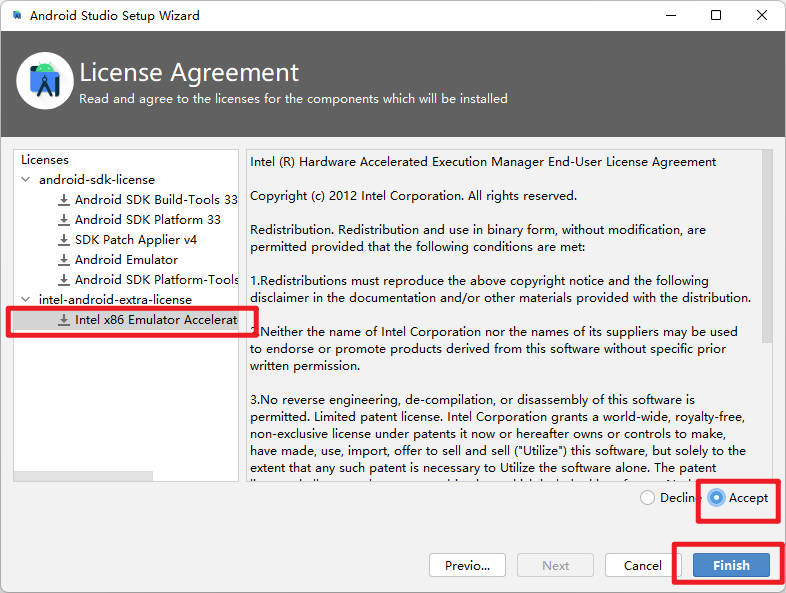 Android Studio Setup Wizard
License Agreement
Read and agree to the licenses for the components which will be installed
Licenses
android-sdk-license
Android SDK Build-Tools 33
Android SDK Platform 33
SDK Patch Applier v4
Android Emulator
Android SDK Platform-Tools
intel-android-extra-license
Intel x86 Emulator Accelerat
Intel (R) Hardware Accelerated Execution Manager End-User License Agreement
Copyright (c) 2012 Intel Corporation. All rights reserved.
Redistribution. Redistribution and use in binary form, without modification, are
permitted provided that the following conditions are met:
1.Redistributions must reproduce the above copyright notice and the following
disclaimer in the documentation and/or other materials provided with the distribution.
2.Neither the name of Intel Corporation nor the names of its suppliers may be used
to endorse or promote products derived from this software without specific prior
written permission.
3.No reverse engineering, de-compilation, or disassembly of this software is
permitted. Limited patent license. Intel Corporation grants a world-wide, royalty-free,
non-exclusive license under patents it now or hereafter owns or controls to make,
have made, use, import, offer to sell and sell ("Utilize") this software, but solely to the
extent that any such patent is necessary to Utilize the software alone. The patent
Decline
Accept
Previo...
Next
Cancel
Finish